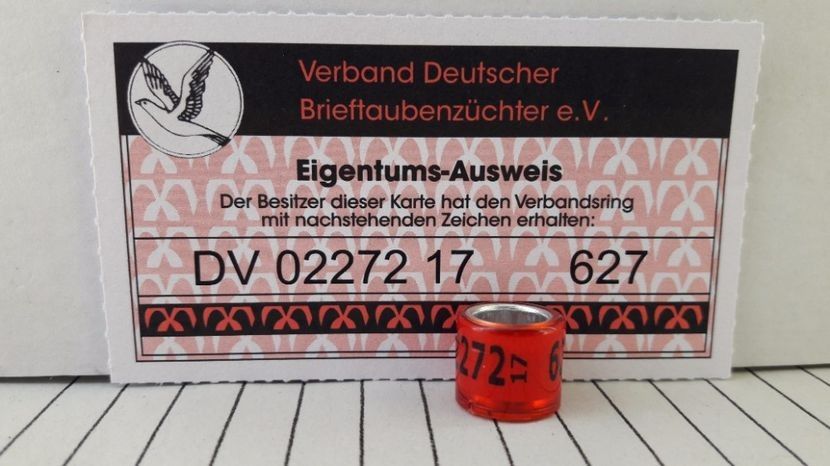 Verband Deutscher
Brieftaubenzüchter e.V.
Eigentums-Ausweis
Der Besitzer dieser Karte hat den Verbandsring
mit nachstehenden Zeichen erhalten:
DV 02272 17 627
2272 17 6